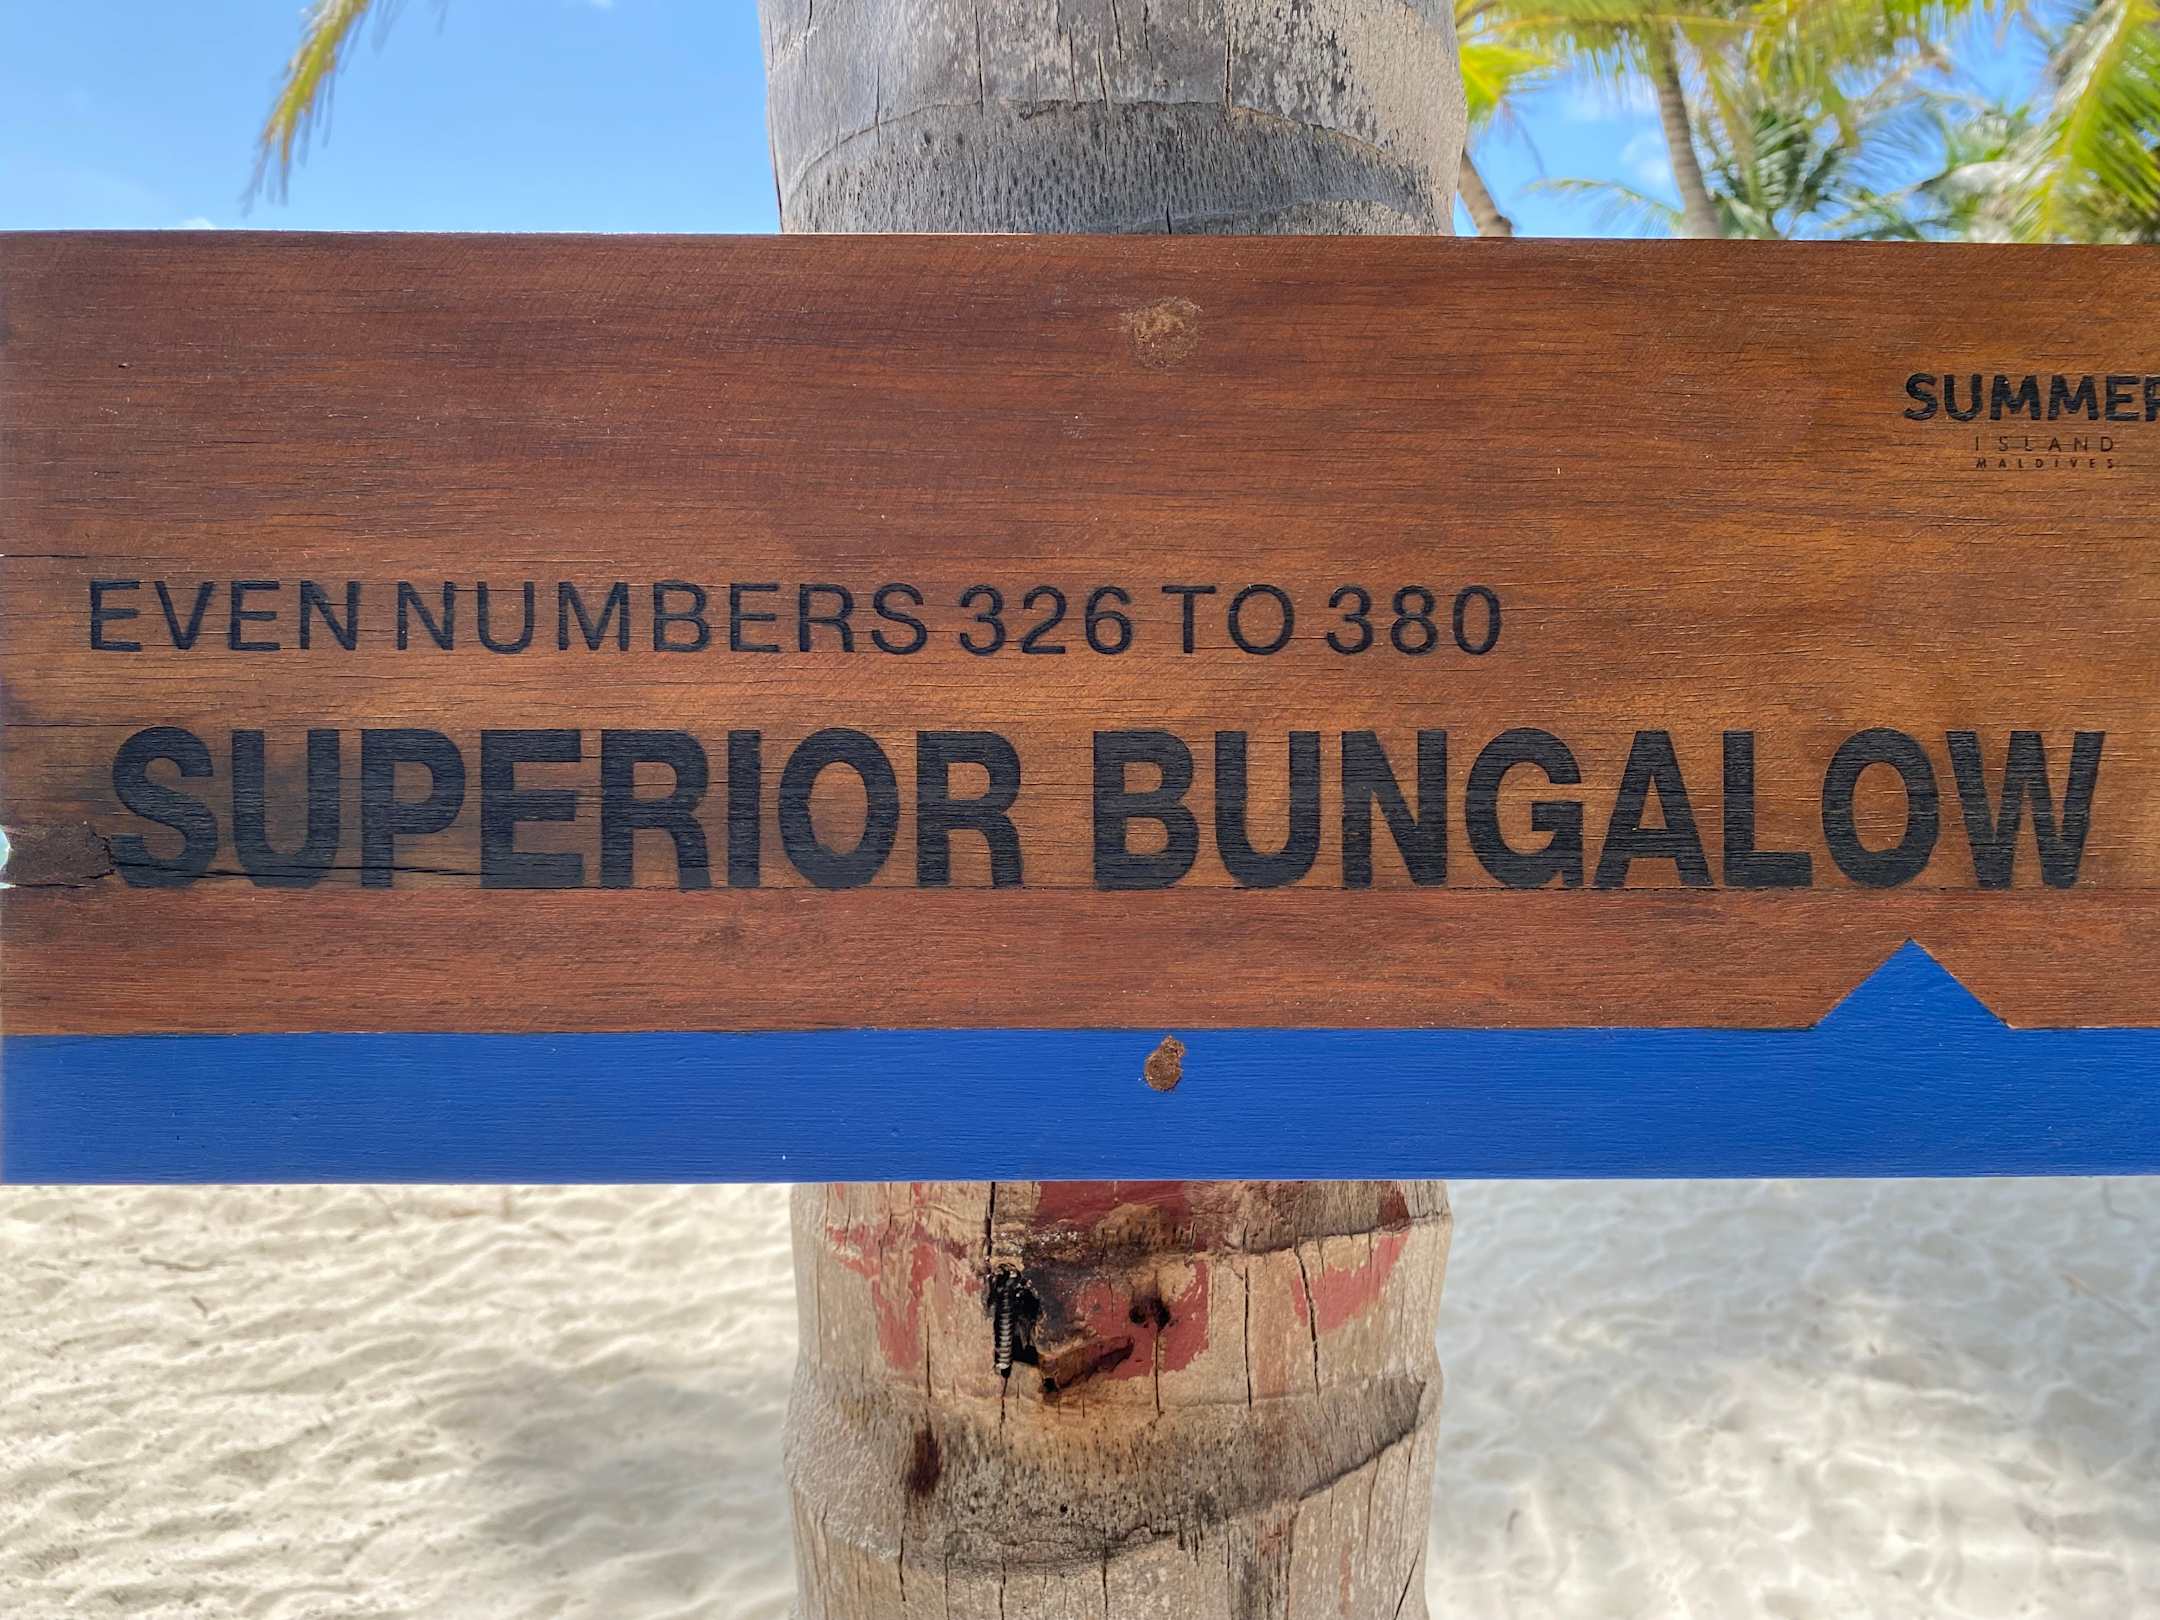 SUMMER
ISLAND
MALDIVES
EVEN NUMBERS 326 TO 380
SUPERIOR BUNGALOW